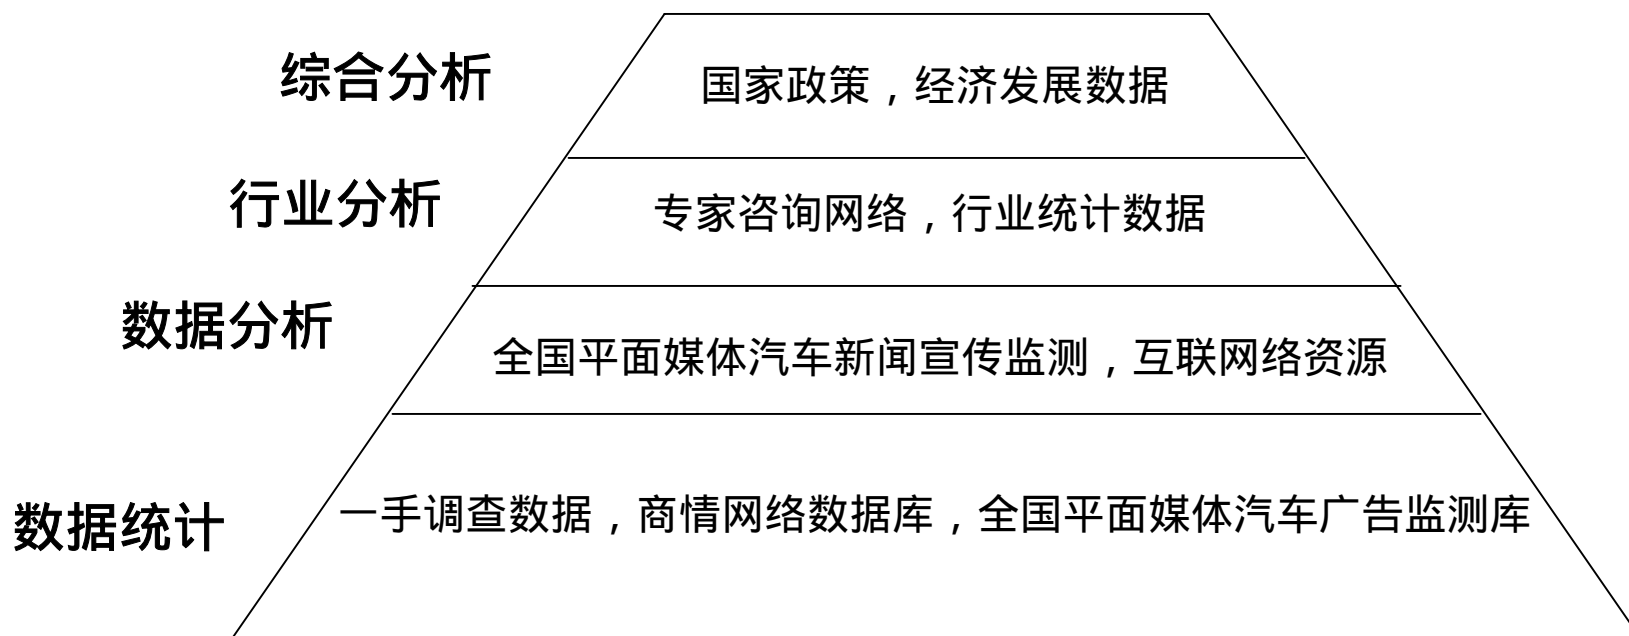 综合分析
国家政策，经济发展数据
行业分析
专家咨询网络，行业统计数据
数据分析
全国平面媒体汽车新闻宣传监测，互联网络资源
数据统计
一手调查数据，商情网络数据库，全国平面媒体汽车广告监测库